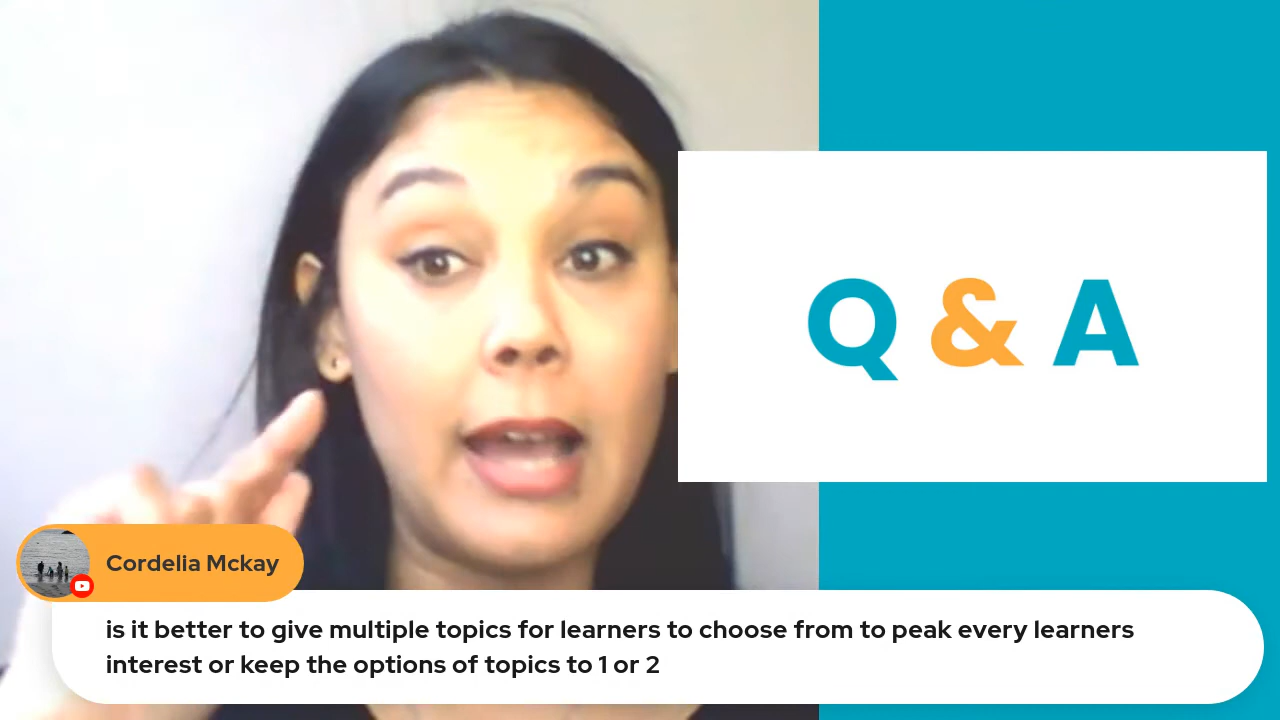 Q & A
Cordelia Mckay
is it better to give multiple topics for learners to choose from to peak every learners
interest or keep the options of topics to 1 or 2